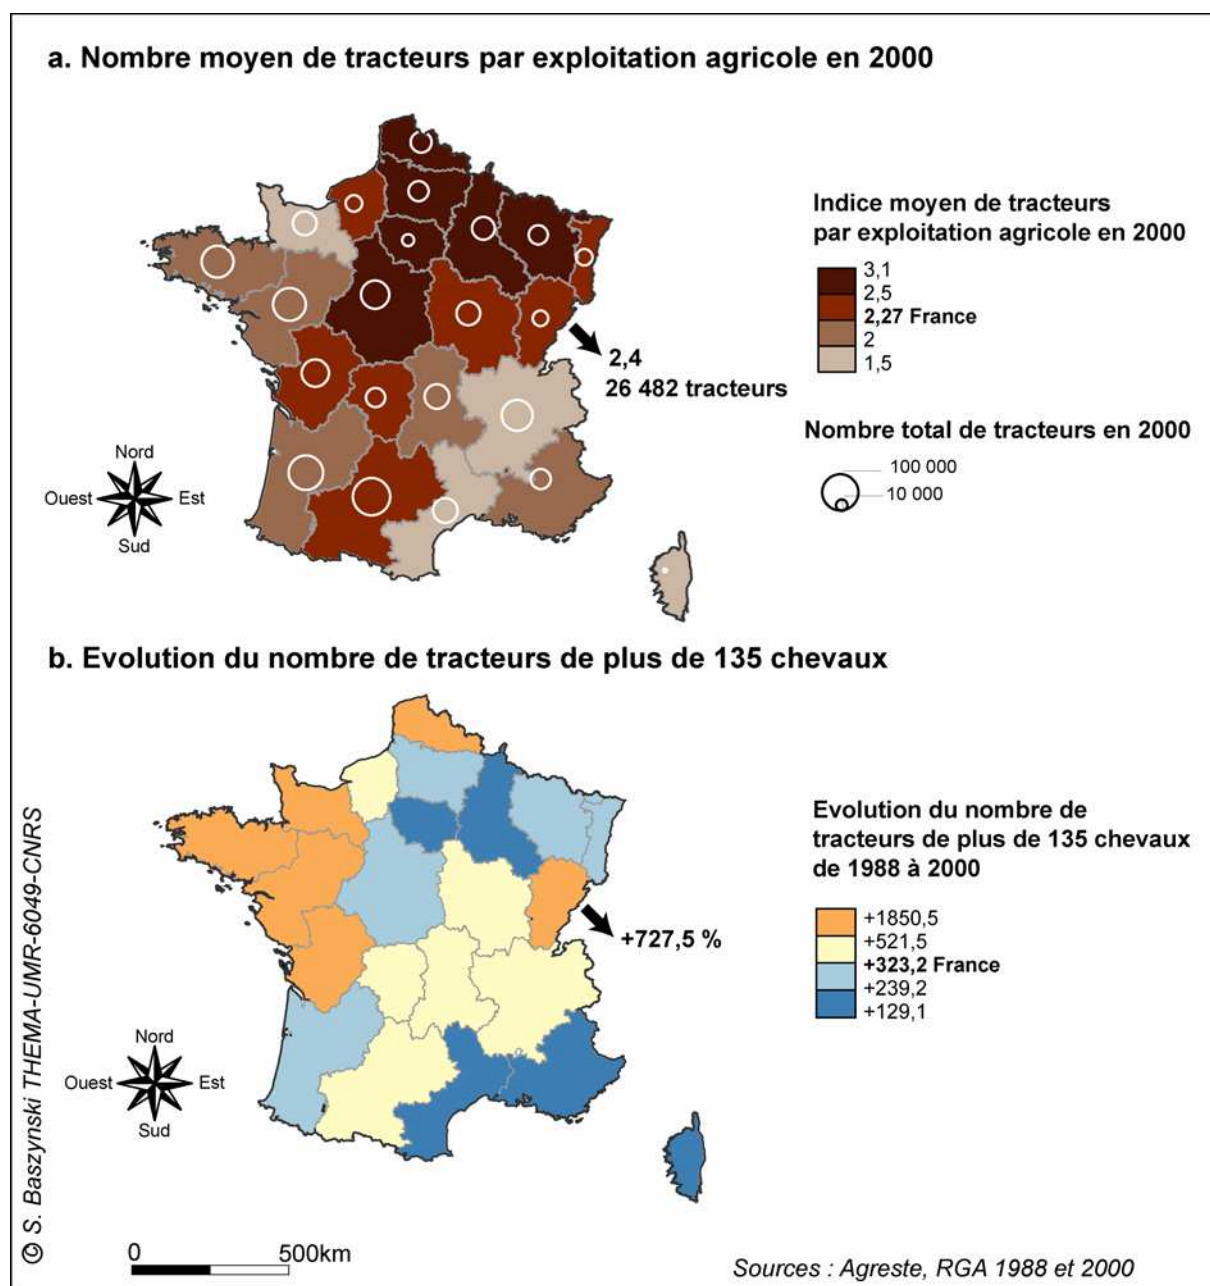 a. Nombre moyen de tracteurs par exploitation agricole en 2000
Indice moyen de tracteurs
par exploitation agricole en 2000
3,1
2,5
2,27 France
2
1,5
2,4
26 482 tracteurs
Nombre total de tracteurs en 2000
100 000
10 000
Nord
Ouest
Est
Sud
b. Evolution du nombre de tracteurs de plus de 135 chevaux
Evolution du nombre de
tracteurs de plus de 135 chevaux
de 1988 à 2000
+1850,5
+521,5
+323,2 France
+239,2
+129,1
+727,5 %
Nord
Ouest
Est
Sud
© S. Baszynski THEMA-UMR-6049-CNRS
0
500km
Sources : Agreste, RGA 1988 et 2000